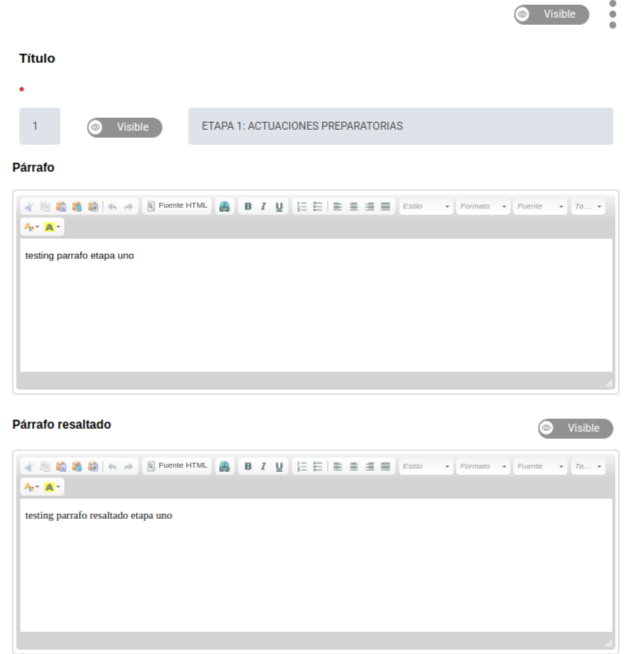 Visible
Título
*
1 Visible ETAPA 1: ACTUACIONES PREPARATORIAS
Párrafo
Fuente HTML B I U Estilo Formato Fuente Ta...
A A
testing parrafo etapa uno
Párrafo resaltado Visible
Fuente HTML B I U Estilo Formato Fuente Ta...
A A
testing parrafo resaltado etapa uno